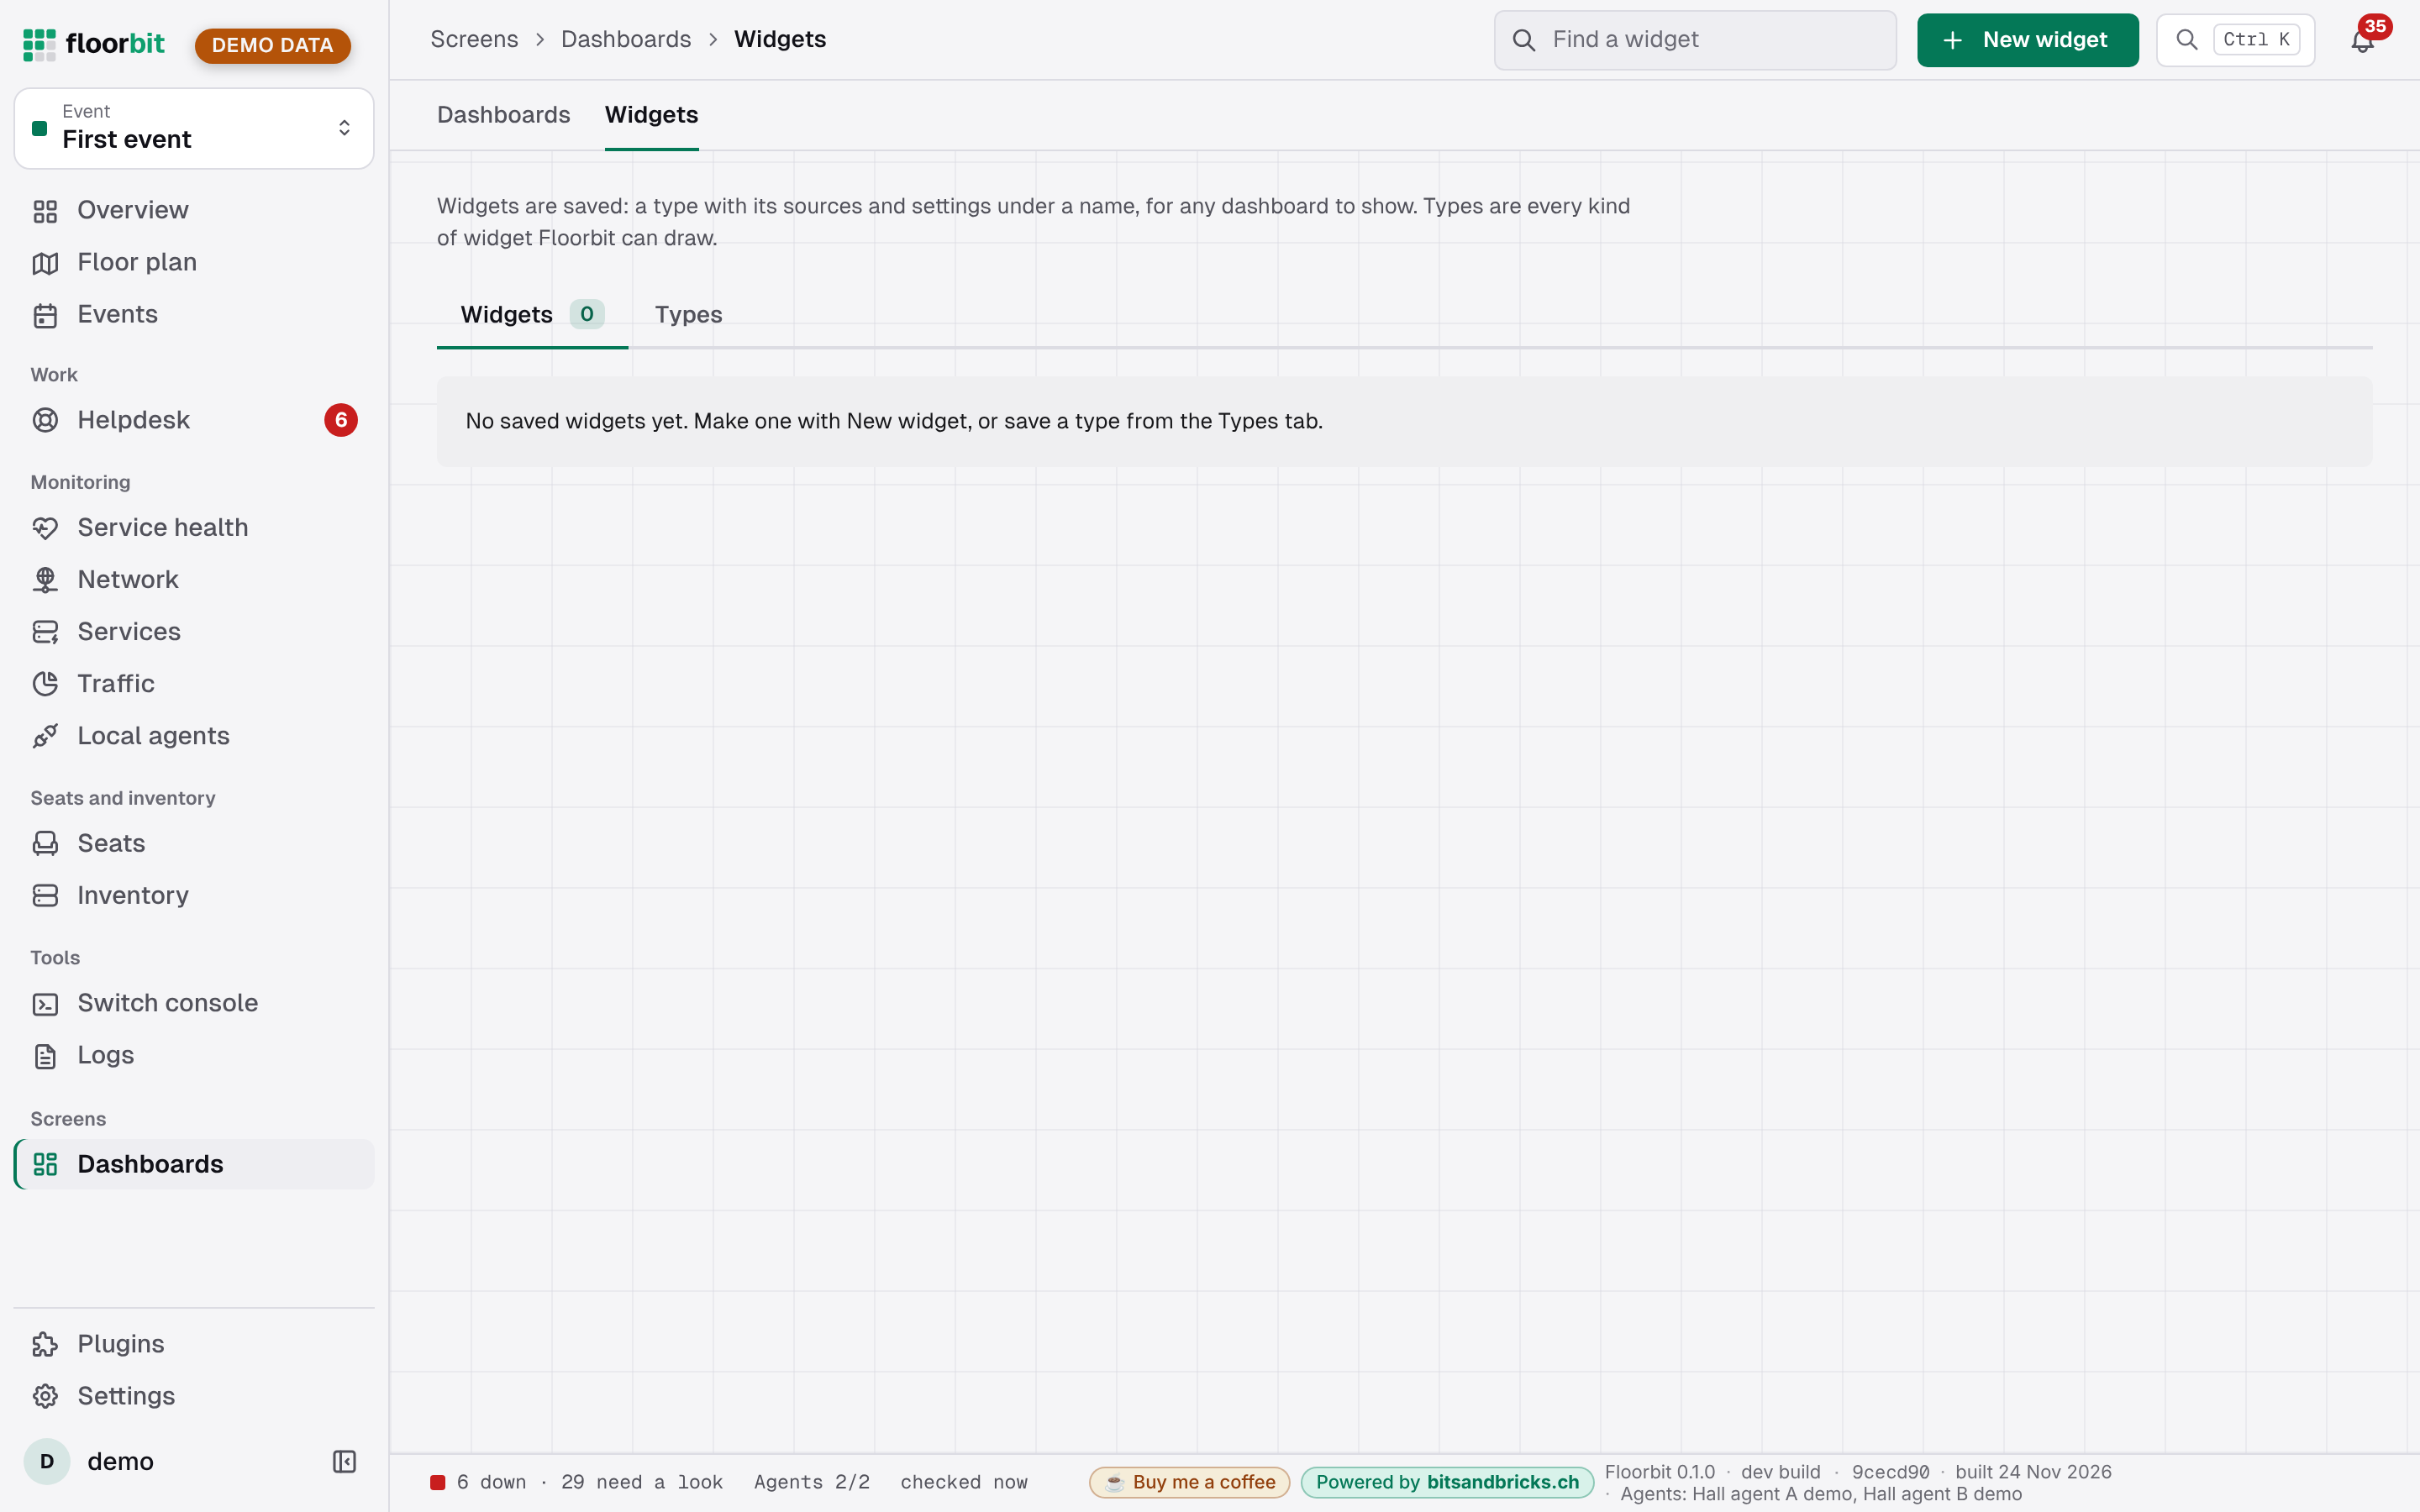 floorbit
DEMO DATA
Event
First event
Overview
Floor plan
Events
Work
Helpdesk
6
Monitoring
Service health
Network
Services
Traffic
Local agents
Seats and inventory
Seats
Inventory
Tools
Switch console
Logs
Screens
Dashboards
Plugins
Settings
D
demo
Screens > Dashboards > Widgets
Find a widget
New widget
Ctrl K
35
Dashboards
Widgets
Widgets are saved: a type with its sources and settings under a name, for any dashboard to show. Types are every kind
of widget Floorbit can draw.
Widgets 0
Types
No saved widgets yet. Make one with New widget, or save a type from the Types tab.
6 down · 29 need a look
Agents 2/2
checked now
Buy me a coffee
Powered by bitsandbricks.ch
Floorbit 0.1.0 · dev build · 9cecd90 · built 24 Nov 2026
· Agents: Hall agent A demo, Hall agent B demo